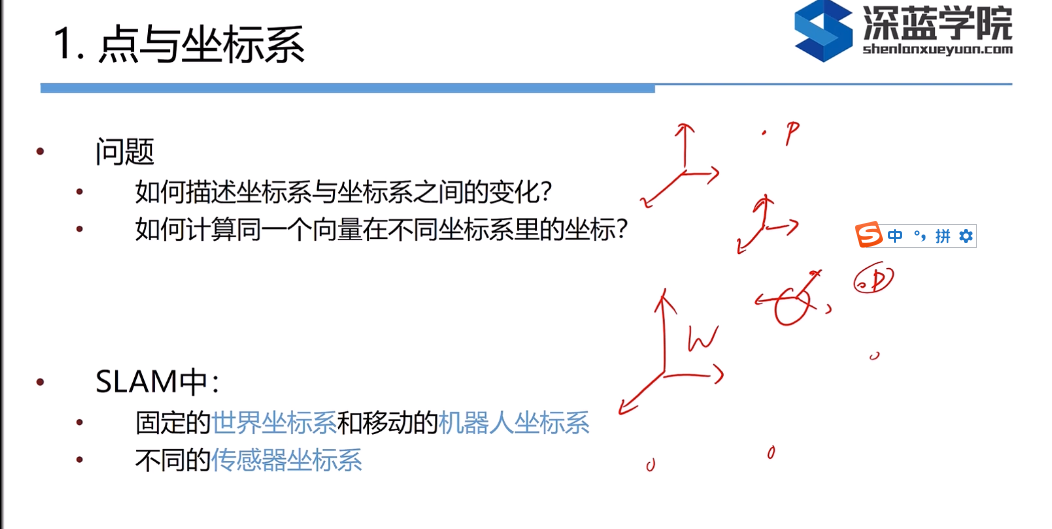 1. 点与坐标系
深蓝学院
shenlanxueyuan.com
• 问题
• 如何描述坐标系与坐标系之间的变化?
• 如何计算同一个向量在不同坐标系里的坐标?
P
中 °, 拼
P
W
• SLAM中:
• 固定的世界坐标系和移动的机器人坐标系
• 不同的传感器坐标系